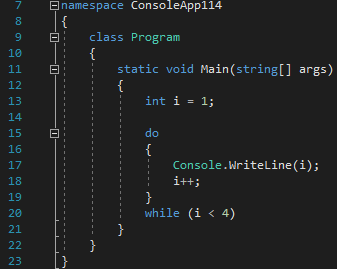 7 namespace ConsoleApp114
8 {
9 class Program
10 {
11 static void Main(string[] args)
12 {
13 int i = 1;
14
15 do
16 {
17 Console.WriteLine(i);
18 i++;
19 }
20 while (i < 4)
21 }
22 }
23 }